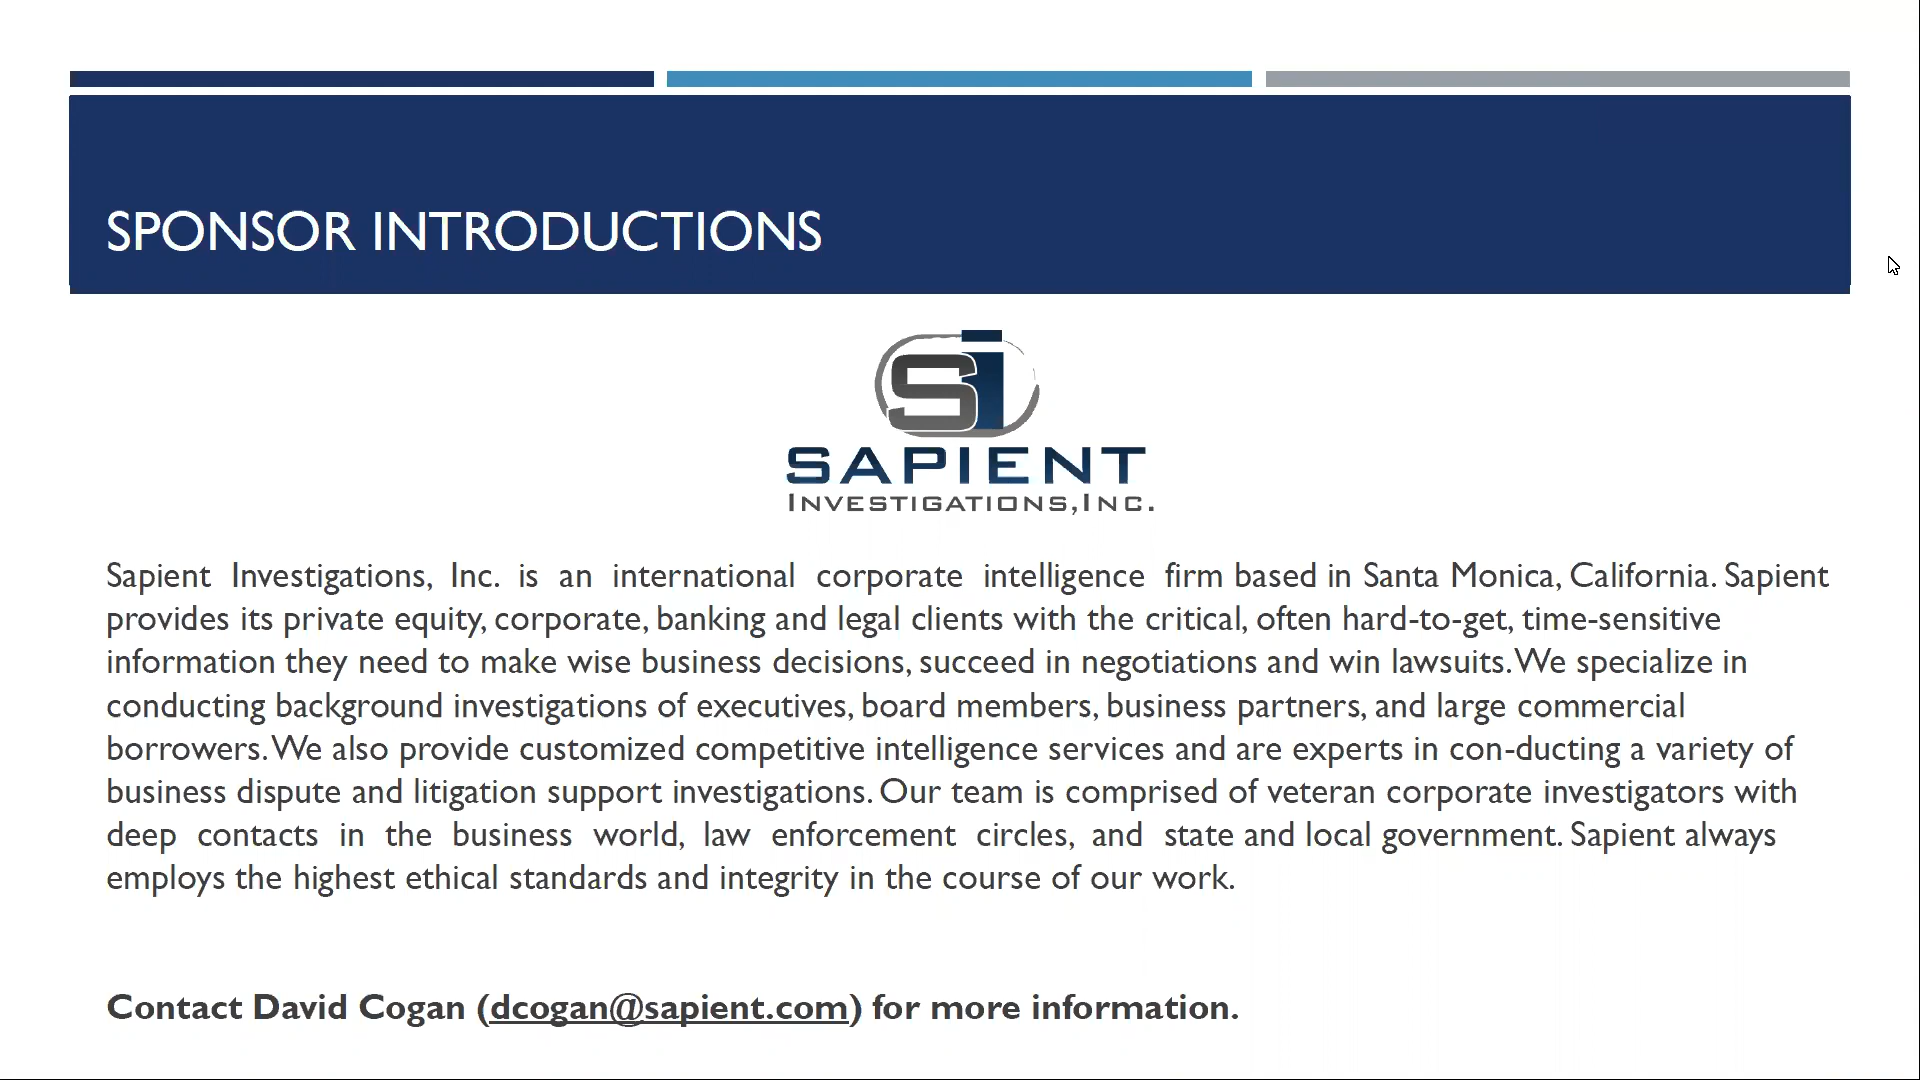 SPONSOR INTRODUCTIONS
Si
SAPIENT
INVESTIGATIONS, INC.
Sapient Investigations, Inc. is an international corporate intelligence firm based in Santa Monica, California. Sapient
provides its private equity, corporate, banking and legal clients with the critical, often hard-to-get, time-sensitive
information they need to make wise business decisions, succeed in negotiations and win lawsuits. We specialize in
conducting background investigations of executives, board members, business partners, and large commercial
borrowers. We also provide customized competitive intelligence services and are experts in con-ducting a variety of
business dispute and litigation support investigations. Our team is comprised of veteran corporate investigators with
deep contacts in the business world, law enforcement circles, and state and local government. Sapient always
employs the highest ethical standards and integrity in the course of our work.
Contact David Cogan (dcogan@sapient.com) for more information.